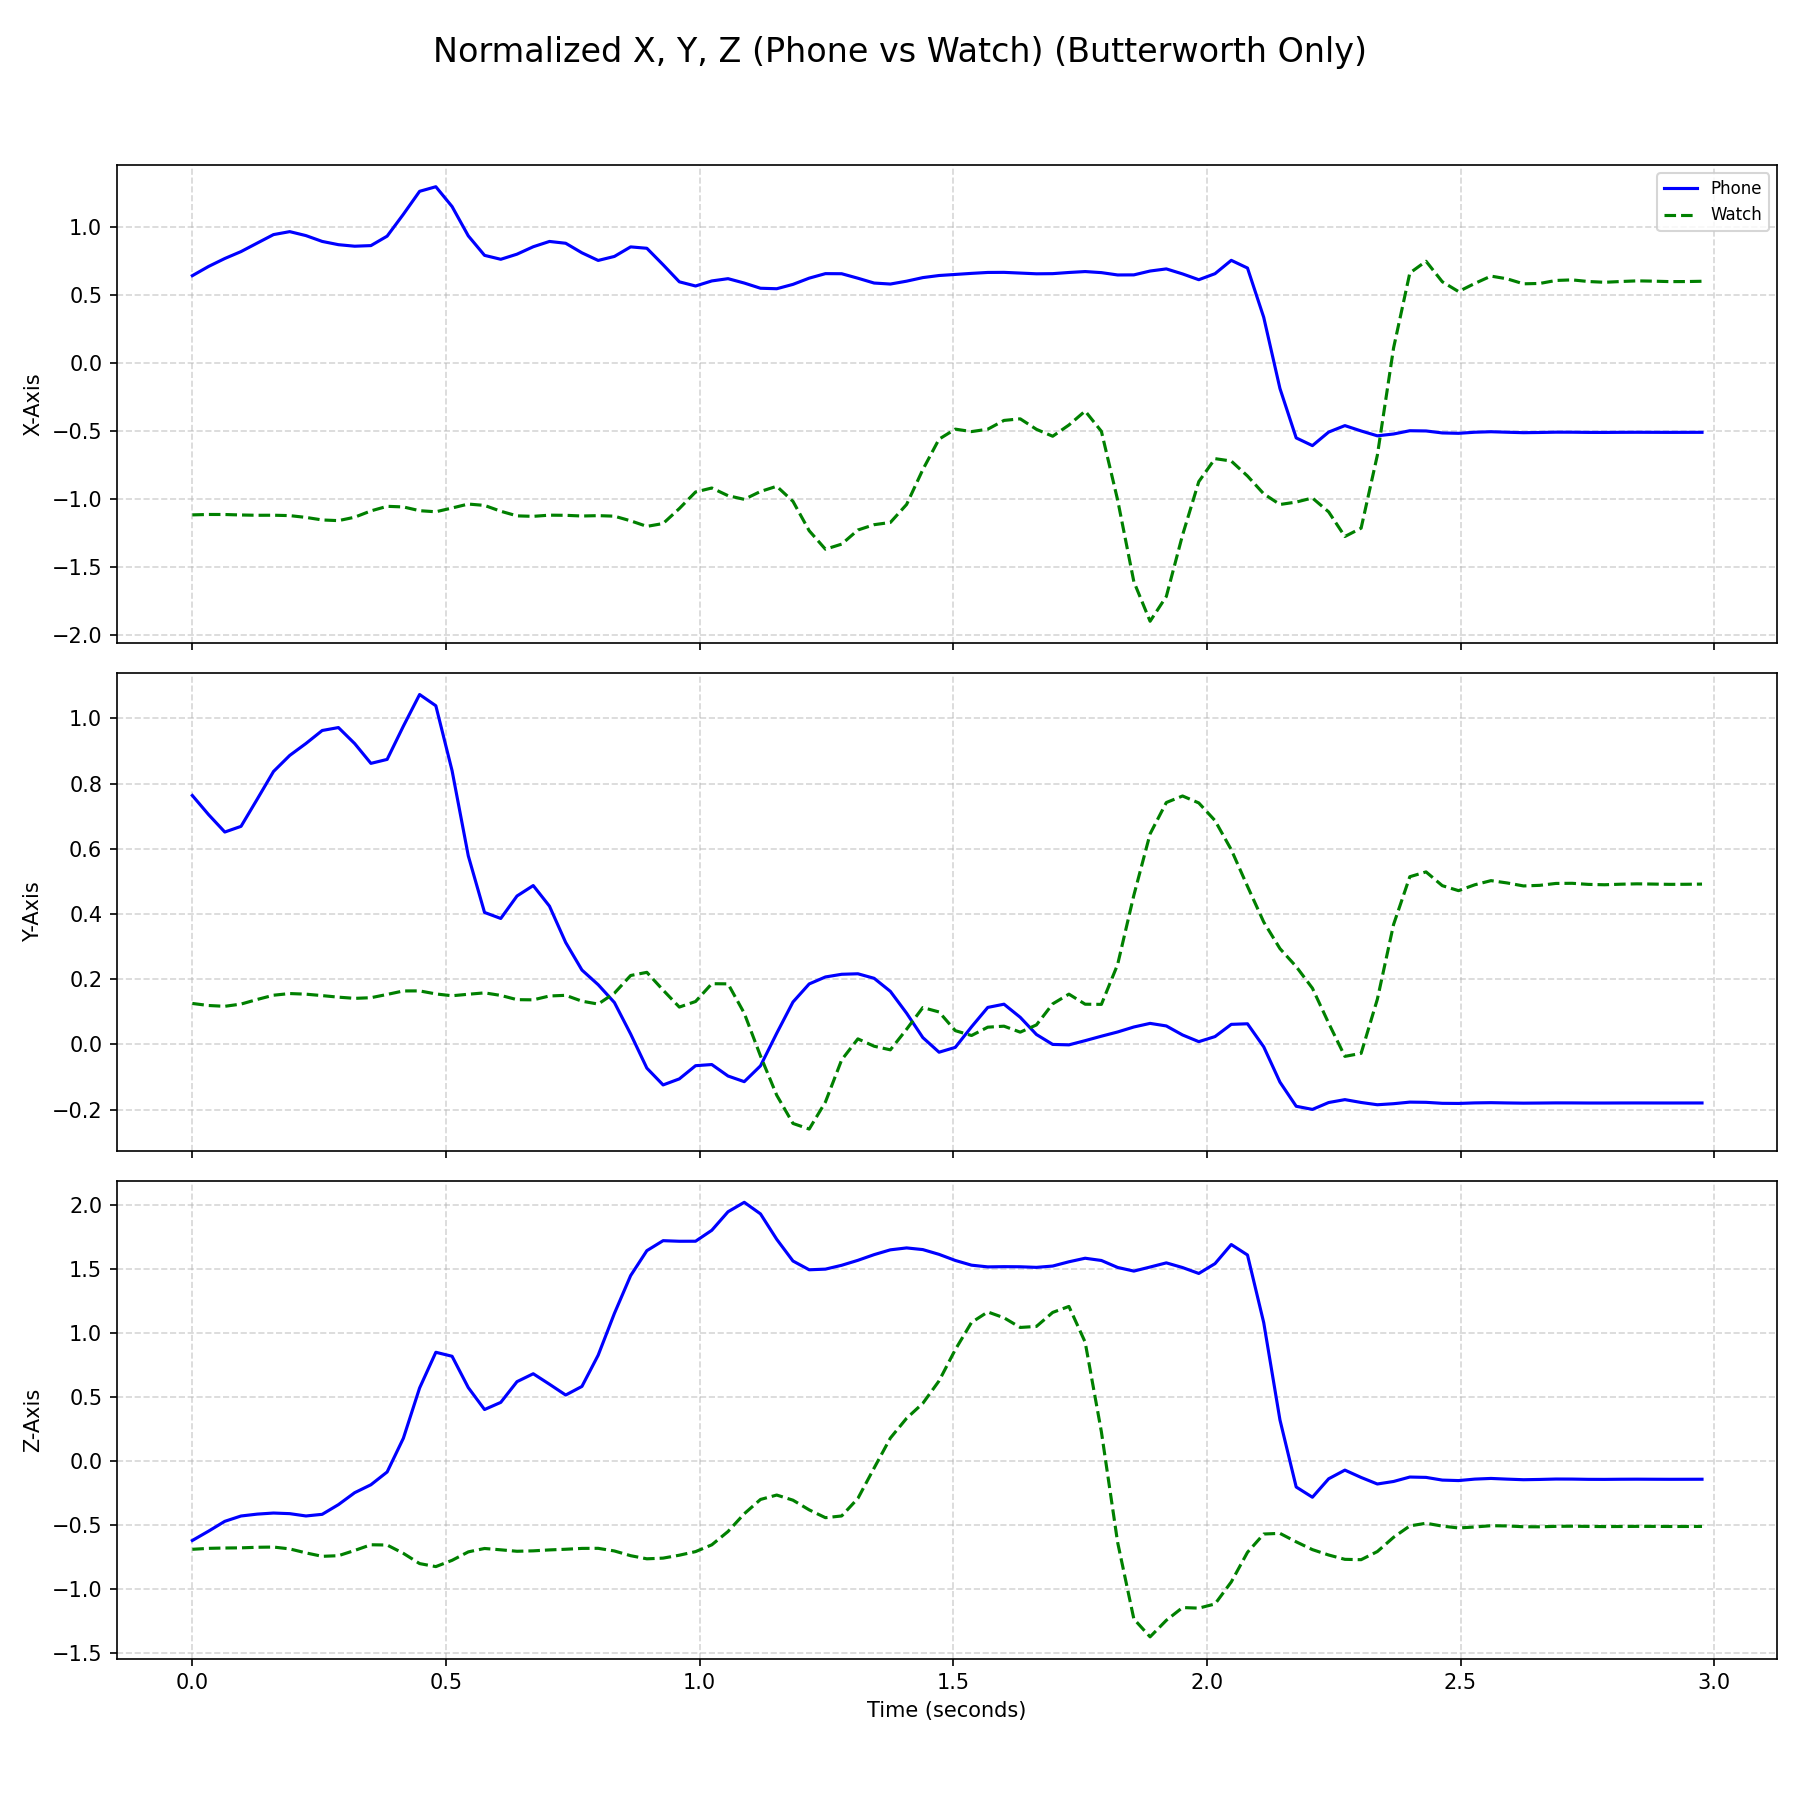 Normalized X, Y, Z (Phone vs Watch) (Butterworth Only)
Phone
Watch
X-Axis
1.0
0.5
0.0
−0.5
−1.0
−1.5
−2.0
Y-Axis
1.0
0.8
0.6
0.4
0.2
0.0
−0.2
Z-Axis
2.0
1.5
1.0
0.5
0.0
−0.5
−1.0
−1.5
0.0 0.5 1.0 1.5 2.0 2.5 3.0
Time (seconds)